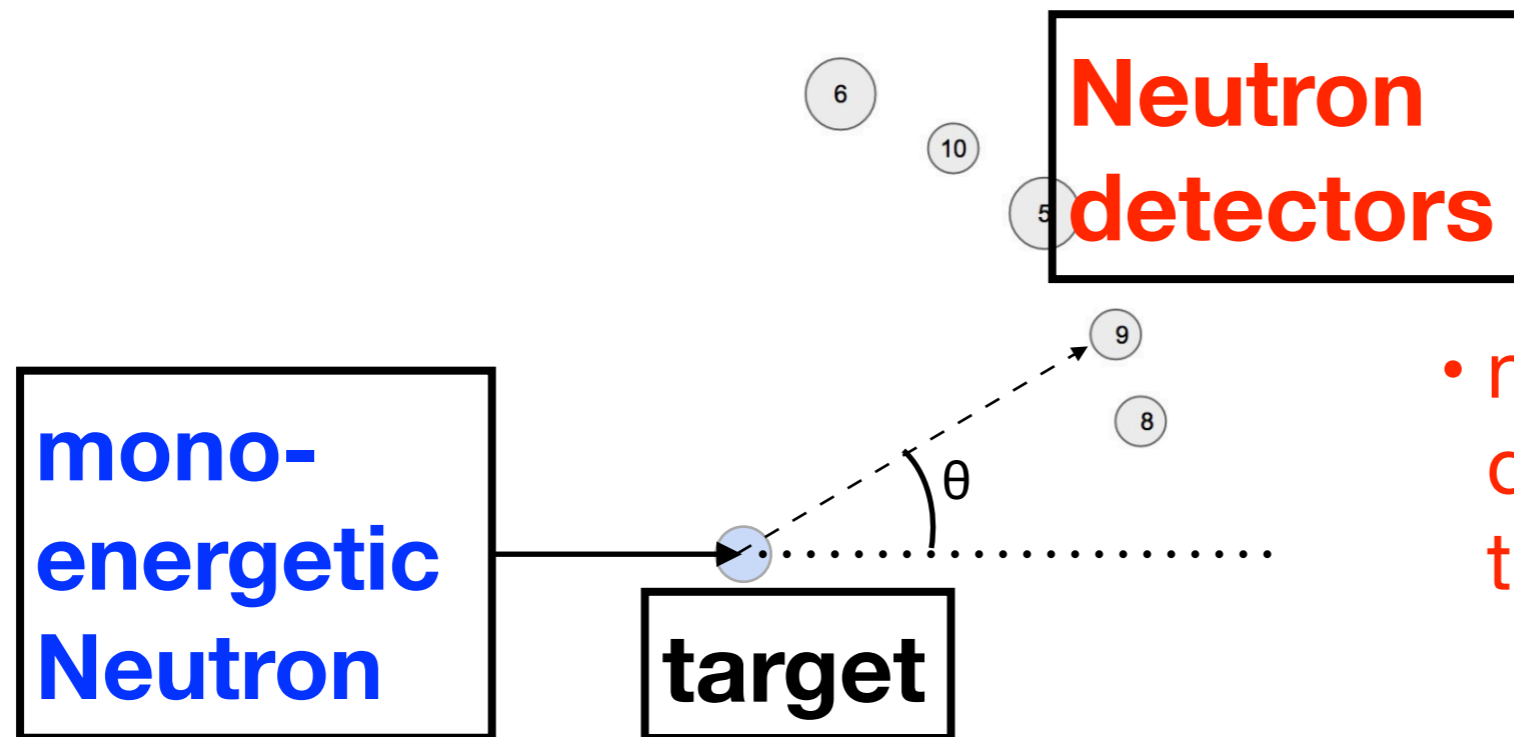 6
10
5
Neutron
detectors
9
8
θ
mono-
energetic
Neutron
target